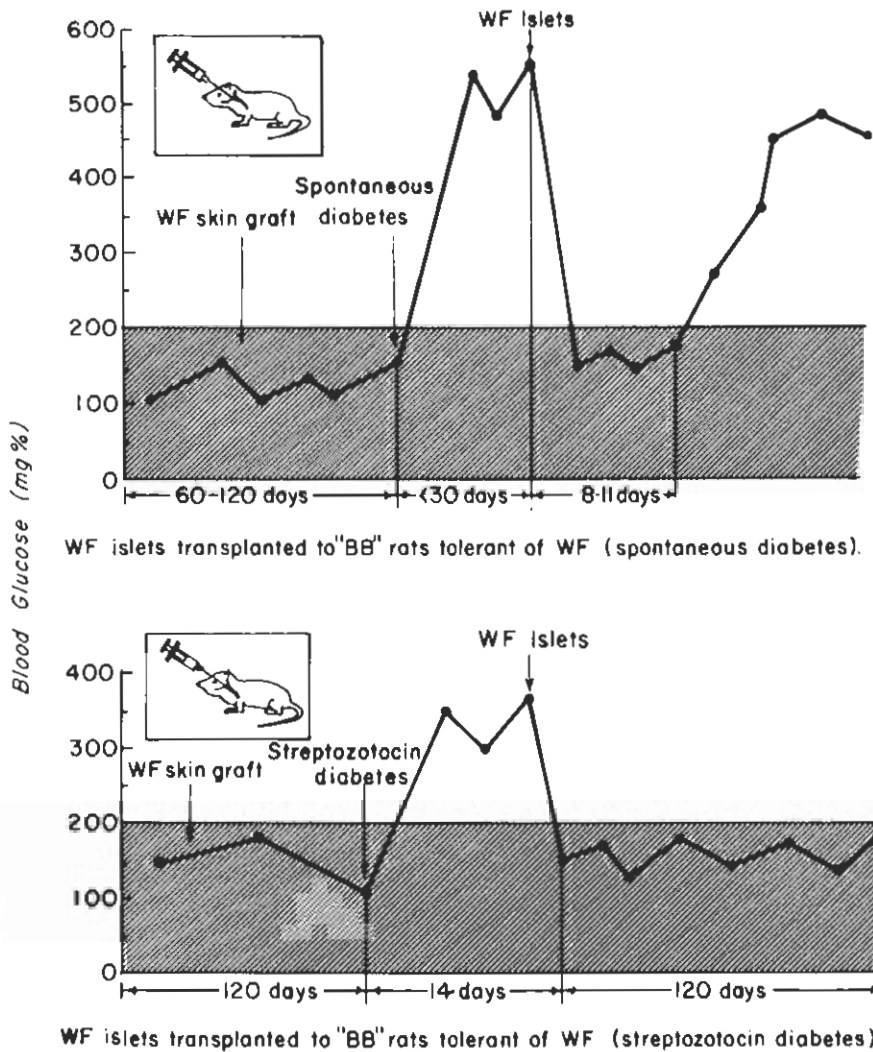 WF Islets
600
500
400
300
200
100
0
Spontaneous
diabetes
WF skin graft
60-120 days
<30 days
8-11 days
WF islets transplanted to "BB" rats tolerant of WF (spontaneous diabetes).
Blood Glucose (mg%)
WF Islets
400
300
200
100
0
Streptozotocin
diabetes
WF skin graft
120 days
14 days
120 days
WF islets transplanted to "BB" rats tolerant of WF (streptozotocin diabetes)